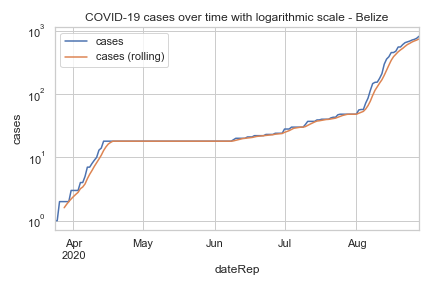 COVID-19 cases over time with logarithmic scale - Belize
cases
cases (rolling)
10³
10²
10¹
10⁰
cases
Apr
2020
May
Jun
Jul
Aug
dateRep